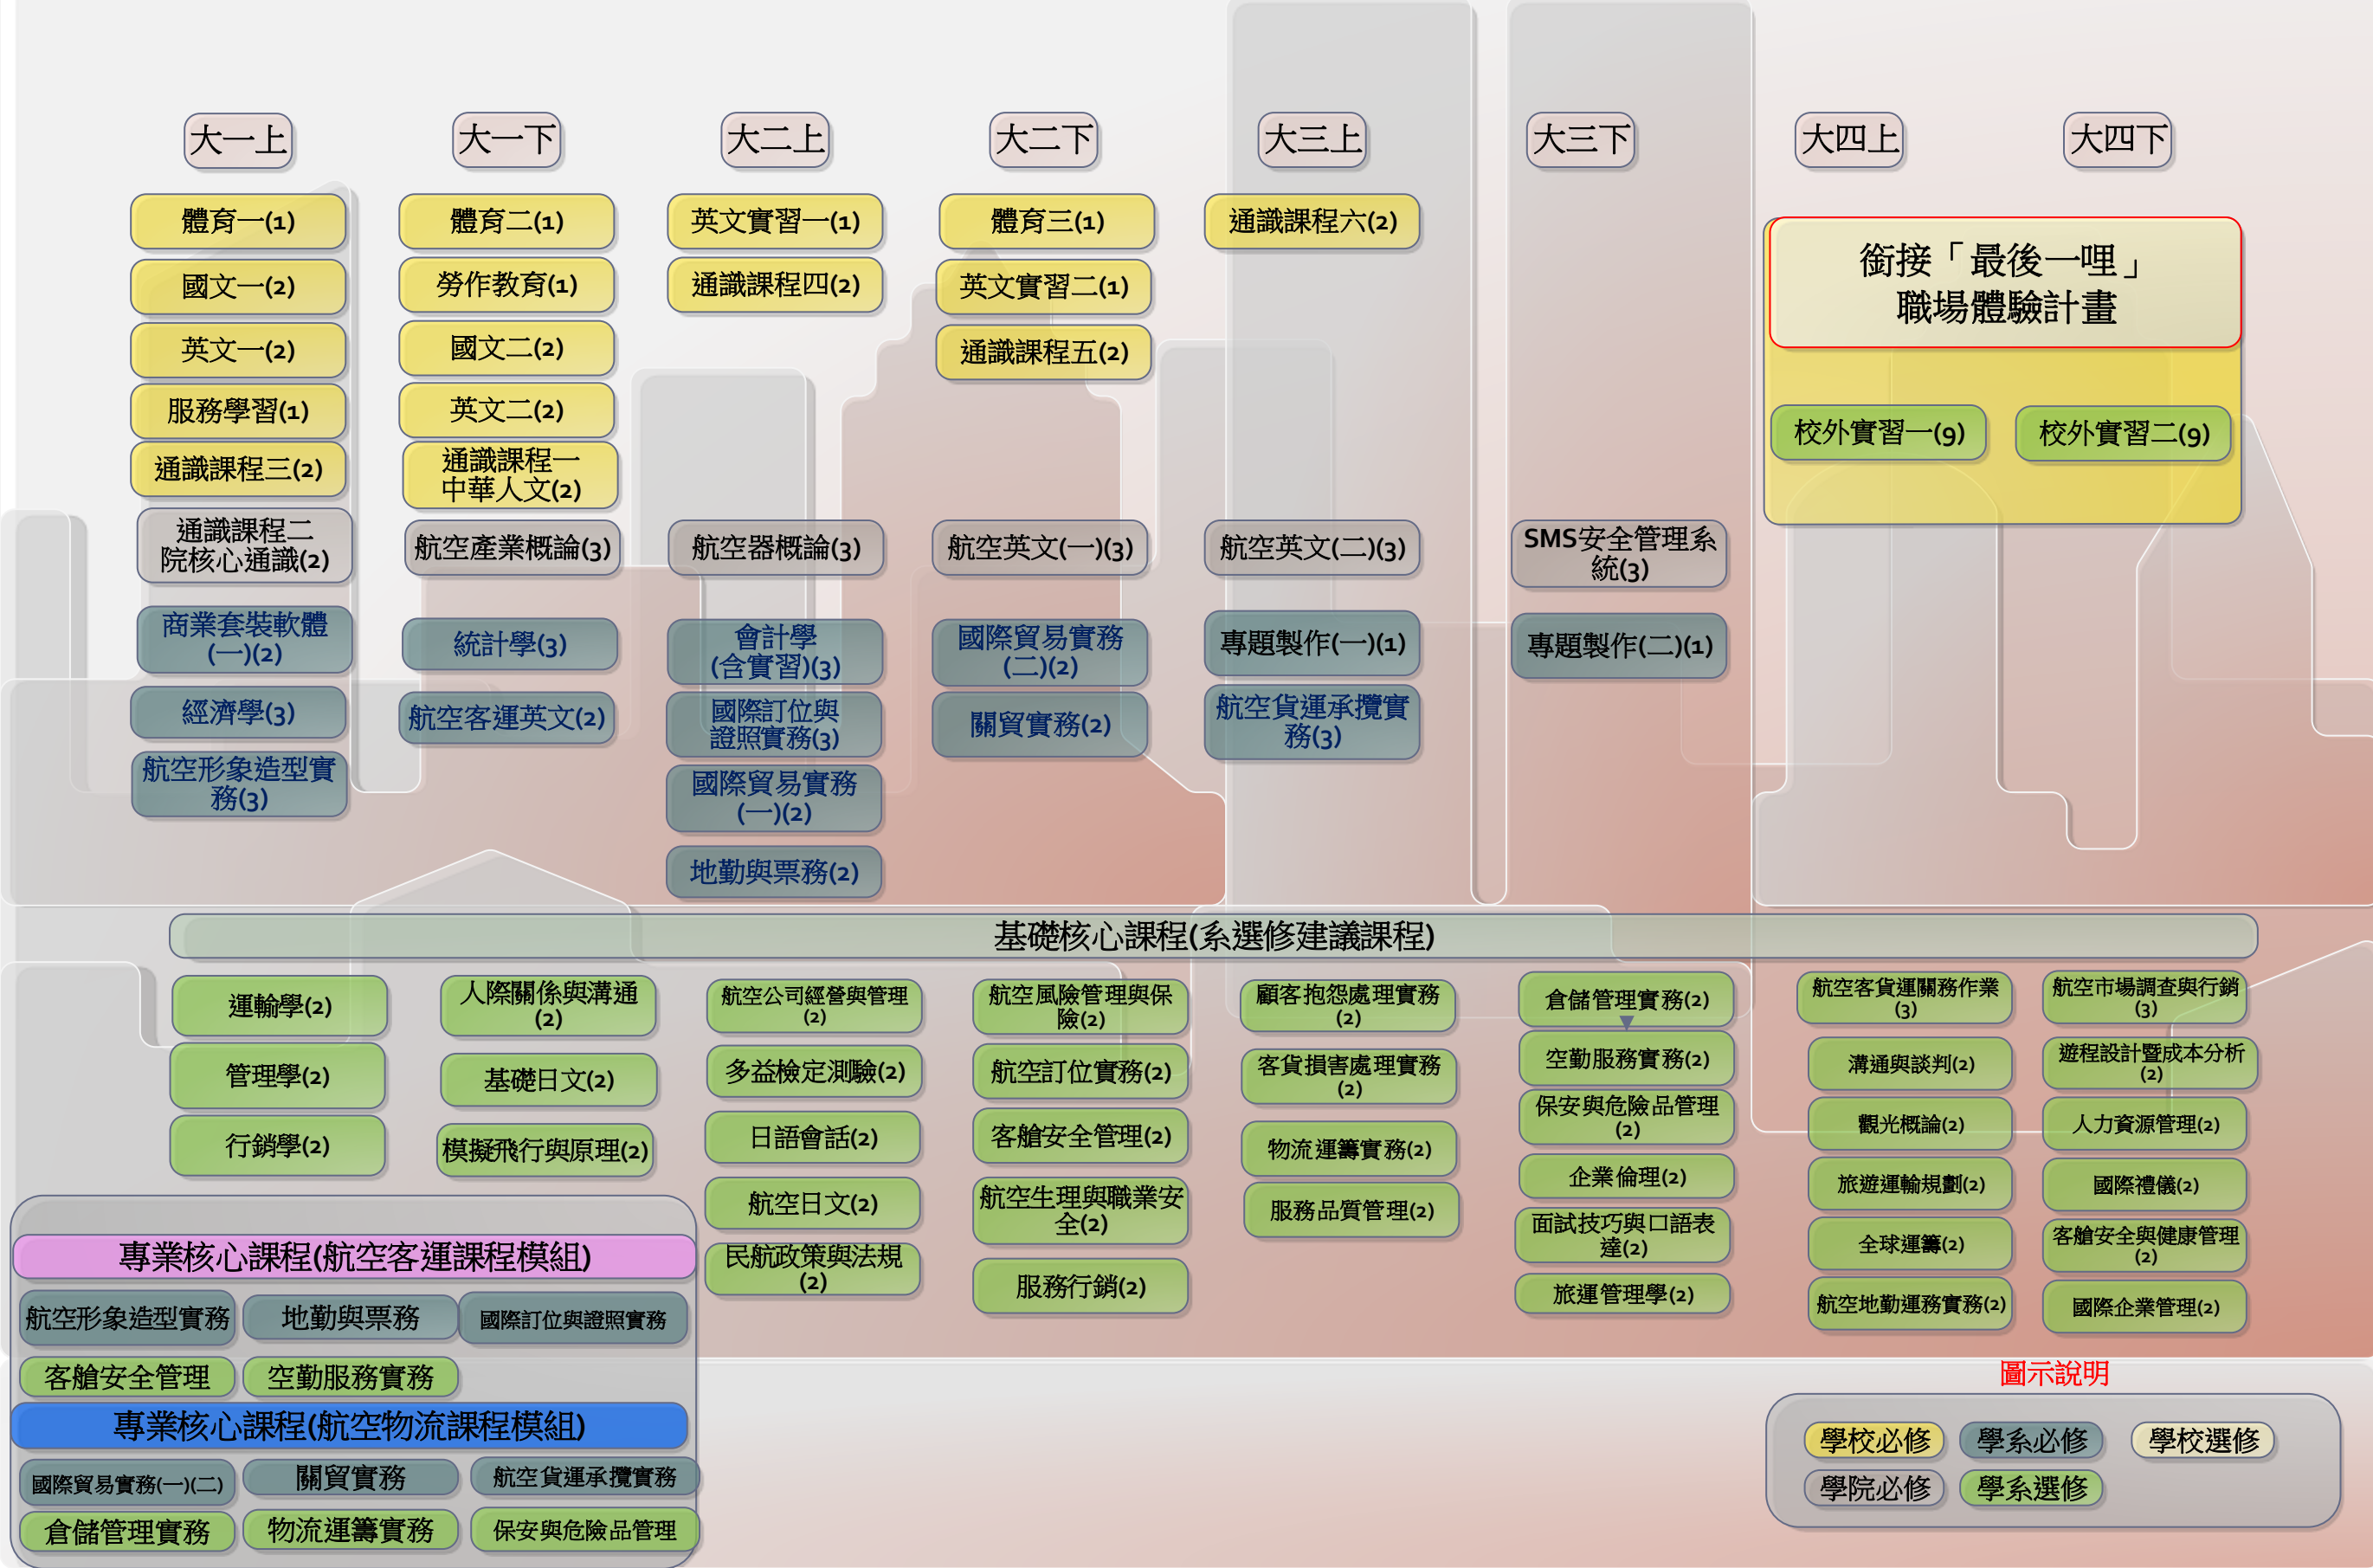 大一上
大一下
大二上
大二下
大三上
大三下
大四上
大四下
體育一(1)
國文一(2)
英文一(2)
服務學習(1)
通識課程三(2)
通識課程二
院核心通識(2)
商業套裝軟體
(一)(2)
經濟學(3)
航空形象造型實
務(3)
體育二(1)
勞作教育(1)
國文二(2)
英文二(2)
通識課程一
中華人文(2)
航空產業概論(3)
統計學(3)
航空客運英文(2)
英文實習一(1)
通識課程四(2)
航空器概論(3)
會計學
(含實習)(3)
國際訂位與
證照實務(3)
國際貿易實務
(一)(2)
地勤與票務(2)
體育三(1)
英文實習二(1)
通識課程五(2)
航空英文(一)(3)
國際貿易實務
(二)(2)
關貿實務(2)
通識課程六(2)
航空英文(二)(3)
專題製作(一)(1)
航空貨運承攬實
務(3)
SMS安全管理系
統(3)
專題製作(二)(1)
銜接「最後一哩」
職場體驗計畫
校外實習一(9)
校外實習二(9)
基礎核心課程(系選修建議課程)
運輸學(2)
管理學(2)
行銷學(2)
人際關係與溝通
(2)
基礎日文(2)
模擬飛行與原理(2)
航空公司經營與管理
(2)
多益檢定測驗(2)
日語會話(2)
航空日文(2)
民航政策與法規
(2)
航空風險管理與保
險(2)
航空訂位實務(2)
客艙安全管理(2)
航空生理與職業安
全(2)
服務行銷(2)
顧客抱怨處理實務
(2)
客貨損害處理實務
(2)
物流運籌實務(2)
服務品質管理(2)
倉儲管理實務(2)
空勤服務實務(2)
保安與危險品管理
(2)
企業倫理(2)
面試技巧與口語表
達(2)
旅運管理學(2)
航空客貨運關務作業
(3)
溝通與談判(2)
觀光概論(2)
旅遊運輸規劃(2)
全球運籌(2)
航空地勤運務實務(2)
航空市場調查與行銷
(3)
遊程設計暨成本分析
(2)
人力資源管理(2)
國際禮儀(2)
客艙安全與健康管理
(2)
國際企業管理(2)
專業核心課程(航空客運課程模組)
航空形象造型實務
地勤與票務
國際訂位與證照實務
客艙安全管理
空勤服務實務
專業核心課程(航空物流課程模組)
國際貿易實務(一)(二)
關貿實務
航空貨運承攬實務
倉儲管理實務
物流運籌實務
保安與危險品管理
圖示說明
學校必修
學系必修
學校選修
學院必修
學系選修